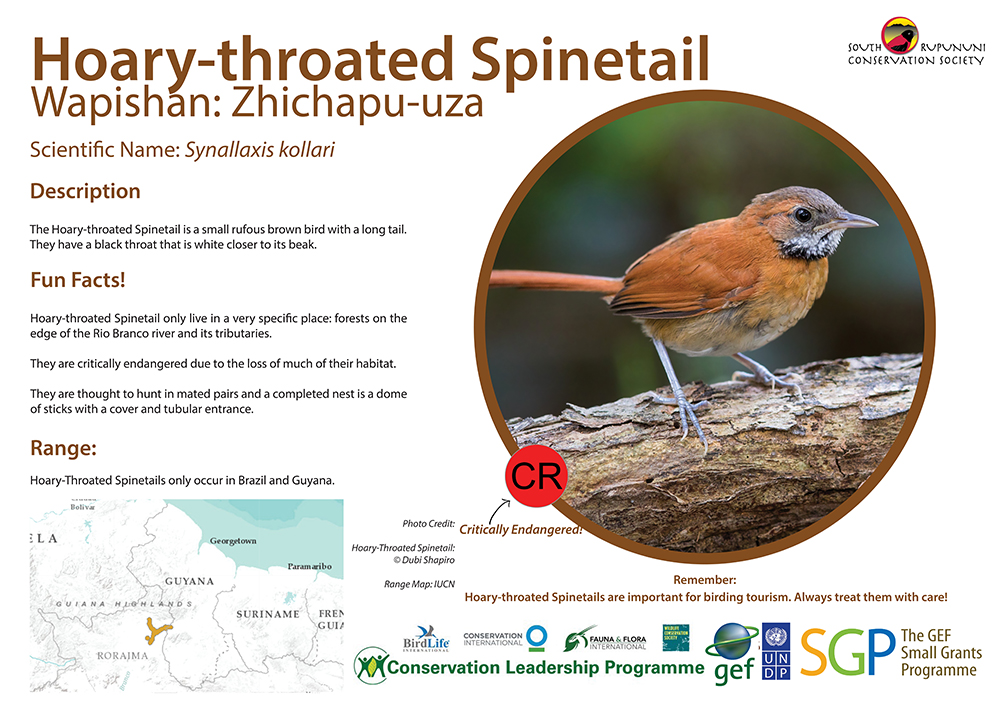 Hoary-throated Spinetail
Wapishan: Zhichapu-uza
SOUTH RUPUNUNI
CONSERVATION SOCIETY
Scientific Name: Synallaxis kollari
Description
The Hoary-throated Spinetail is a small rufous brown bird with a long tail.
They have a black throat that is white closer to its beak.
Fun Facts!
Hoary-throated Spinetail only live in a very specific place: forests on the
edge of the Rio Branco river and its tributaries.
They are critically endangered due to the loss of much of their habitat.
They are thought to hunt in mated pairs and a completed nest is a dome
of sticks with a cover and tubular entrance.
Range:
Hoary-Throated Spinetails only occur in Brazil and Guyana.
Bolivar
ELA
Georgetown
Paramaribo
GUYANA
GUIANA HIGHLANDS
SURINAME
FREN
GUIA
RORAIMA
CR
Critically Endangered!
Photo Credit:
Hoary-Throated Spinetail:
© Dubi Shapiro
Range Map: IUCN
Remember:
Hoary-throated Spinetails are important for birding tourism. Always treat them with care!
BirdLife
INTERNATIONAL
CONSERVATION
INTERNATIONAL
FAUNA & FLORA
INTERNATIONAL
WILDLIFE
CONSERVATION
SOCIETY
Conservation Leadership Programme
gef
U N
D P
SGP
The GEF
Small Grants
Programme